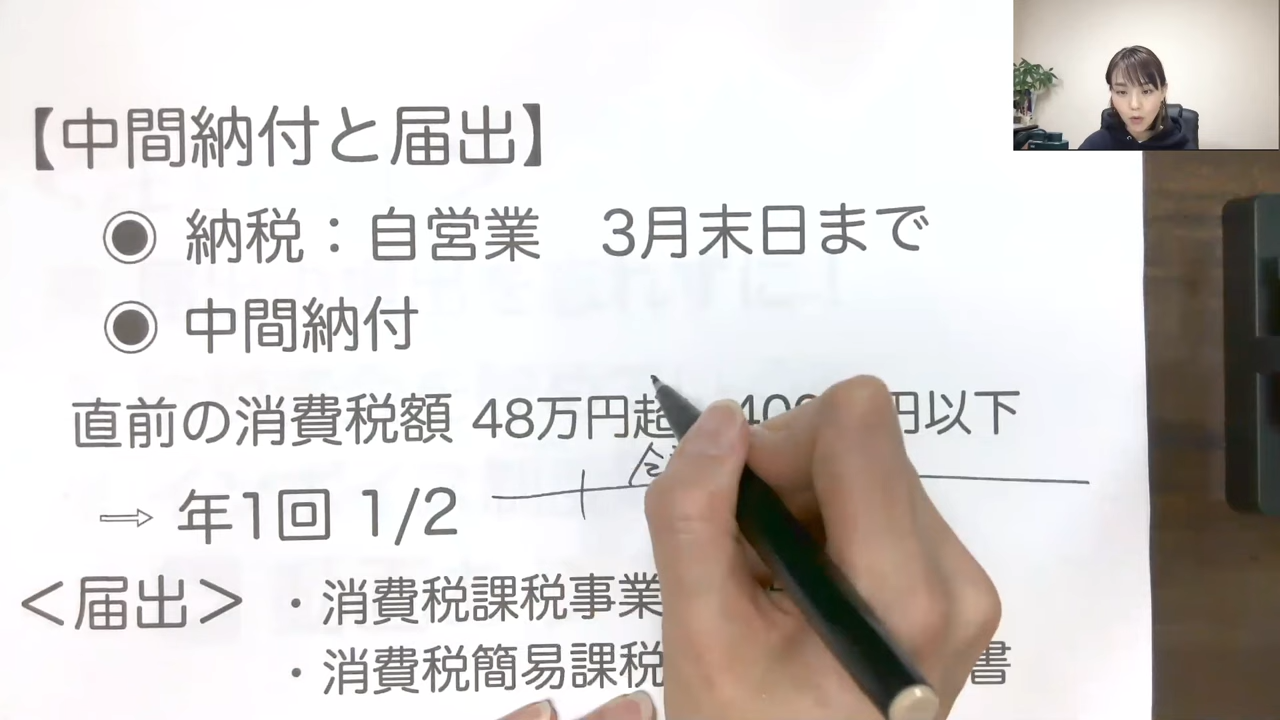 【中間納付と届出】
◉ 納税：自営業 3月末日まで
◉ 中間納付
直前の消費税額 48万円超 400 円以下
⇒ 年1回 1/2
＜届出＞ ・消費税課税事業
・消費税簡易課税 書